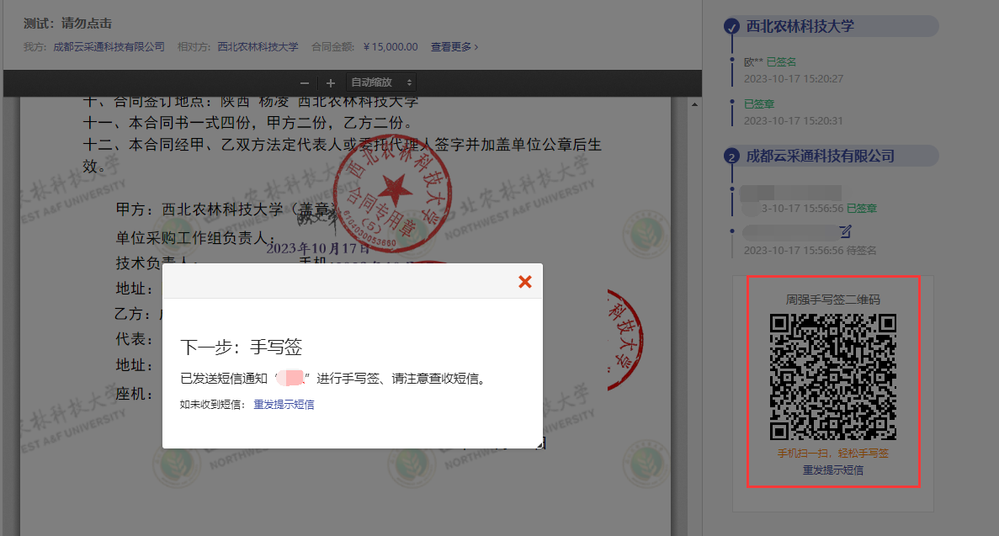 测试：请勿点击
我方: 成都云采通科技有限公司 相对方: 西北农林科技大学 合同金额: ￥15,000.00 查看更多
自动缩放
十、合同签订地点：陕西 杨凌 西北农林科技大学
十一、本合同书一式四份，甲方二份，乙方二份。
十二、本合同经甲、乙双方法定代表人或委托代理人签字并加盖单位公章后生
效。
甲方：西北农林科技大学（盖章）
单位采购工作组负责人：
2023年10月17日
技术负责人： 手机
地址：
乙方：
代表：
地址：
座机：
西北农林科技大学
合同专用章
（5）
6104030053660
西北农林科技大学
NORTHWEST A&F UNIVERSITY
下一步：手写签
已发送短信通知“ ”进行手写签、请注意查收短信。
如未收到短信: 重发提示短信
西北农林科技大学
欧** 已签名
2023-10-17 15:20:27
已签章
2023-10-17 15:20:31
2 成都云采通科技有限公司
3-10-17 15:56:56 已签章
2023-10-17 15:56:56 待签名
周强手写签二维码
手机扫一扫，轻松手写签
重发提示短信